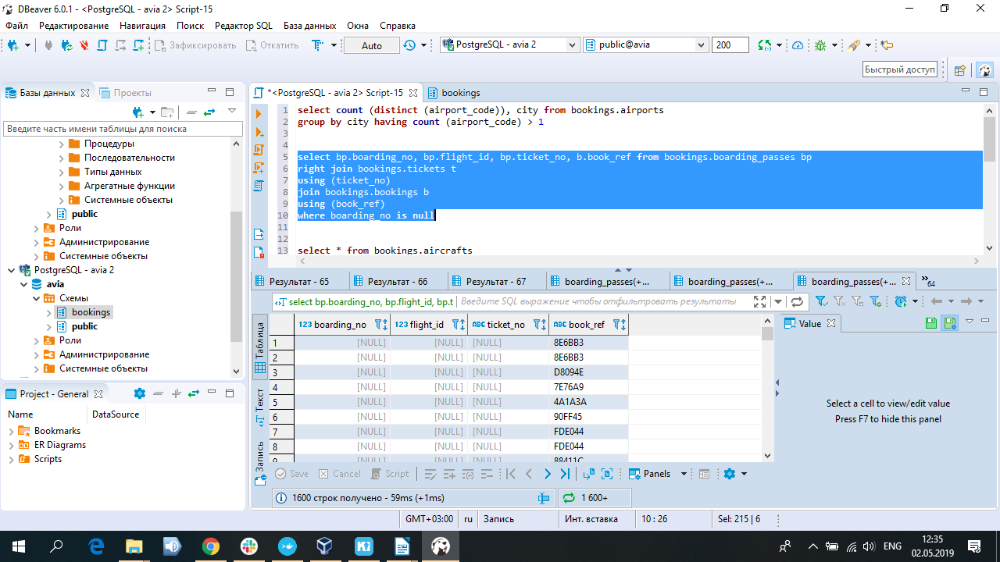 DBeaver 6.0.1 - <PostgreSQL - avia 2> Script-15
Файл Редактирование Навигация Поиск Редактор SQL База данных Окна Справка
Зафиксировать Откатить Auto PostgreSQL - avia 2 public@avia 200
Быстрый доступ
Базы данных Проекты
Введите часть имени таблицы для поиска
Процедуры
Последовательности
Типы данных
Агрегатные функции
Системные объекты
public
Роли
Администрирование
Системные объекты
PostgreSQL - avia 2
avia
Схемы
bookings
public
Роли
Администрирование
Системные объекты
Project - General
Name DataSource
Bookmarks
ER Diagrams
Scripts
*<PostgreSQL - avia 2> Script-15 bookings
1 select count (distinct (airport_code)), city from bookings.airports
2 group by city having count (airport_code) > 1
3
4
5 select bp.boarding_no, bp.flight_id, bp.ticket_no, b.book_ref from bookings.boarding_passes bp
6 right join bookings.tickets t
7 using (ticket_no)
8 join bookings.bookings b
9 using (book_ref)
10 where boarding_no is null
11
12
13 select * from bookings.aircrafts
Результат - 65 Результат - 66 Результат - 67 boarding_passes(+... boarding_passes(+... boarding_passes(+... »64
select bp.boarding_no, bp.flight_id, bp.t Введите SQL выражение чтобы отфильтровать результаты
Таблица
Текст
Запись
123 boarding_no 123 flight_id ABC ticket_no ABC book_ref
1 [NULL] [NULL] [NULL] 8E6BB3
2 [NULL] [NULL] [NULL] 8E6BB3
3 [NULL] [NULL] [NULL] D8094E
4 [NULL] [NULL] [NULL] 7E76A9
5 [NULL] [NULL] [NULL] 4A1A3A
6 [NULL] [NULL] [NULL] 90FF45
7 [NULL] [NULL] [NULL] FDE044
8 [NULL] [NULL] [NULL] FDE044
9 [NULL] [NULL] [NULL] 88411C
Value
Select a cell to view/edit value
Press F7 to hide this panel
Save Cancel Script Panels
1600 строк получено - 59ms (+1ms) 1 600+
GMT+03:00 ru Запись Инт. вставка 10 : 26 Sel: 215 | 6
ENG 12:35
02.05.2019